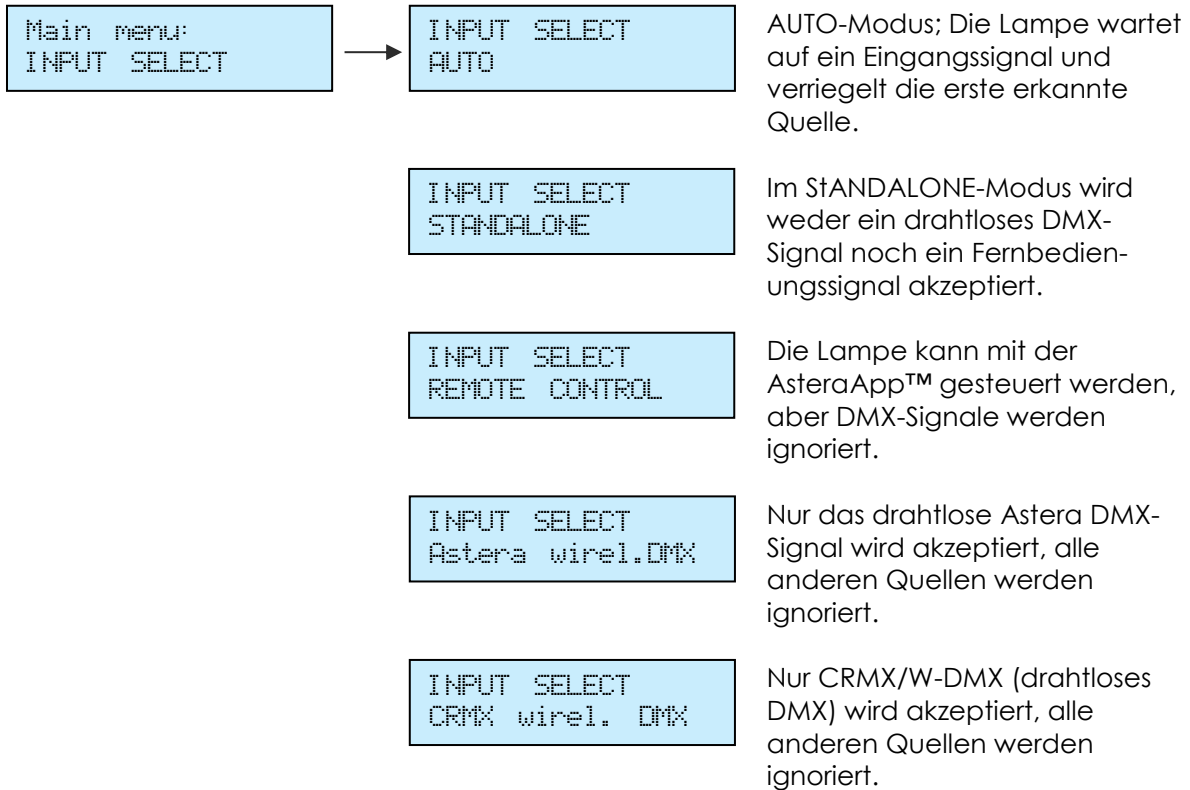 Main menu:
INPUT SELECT
INPUT SELECT
AUTO
AUTO-Modus; Die Lampe wartet
auf ein Eingangssignal und
verriegelt die erste erkannte
Quelle.
INPUT SELECT
STANDALONE
Im StANDALONE-Modus wird
weder ein drahtloses DMX-
Signal noch ein Fernbedien-
ungssignal akzeptiert.
INPUT SELECT
REMOTE CONTROL
Die Lampe kann mit der
AsteraApp™ gesteuert werden,
aber DMX-Signale werden
ignoriert.
INPUT SELECT
Astera wirel.DMX
Nur das drahtlose Astera DMX-
Signal wird akzeptiert, alle
anderen Quellen werden
ignoriert.
INPUT SELECT
CRMX wirel. DMX
Nur CRMX/W-DMX (drahtloses
DMX) wird akzeptiert, alle
anderen Quellen werden
ignoriert.